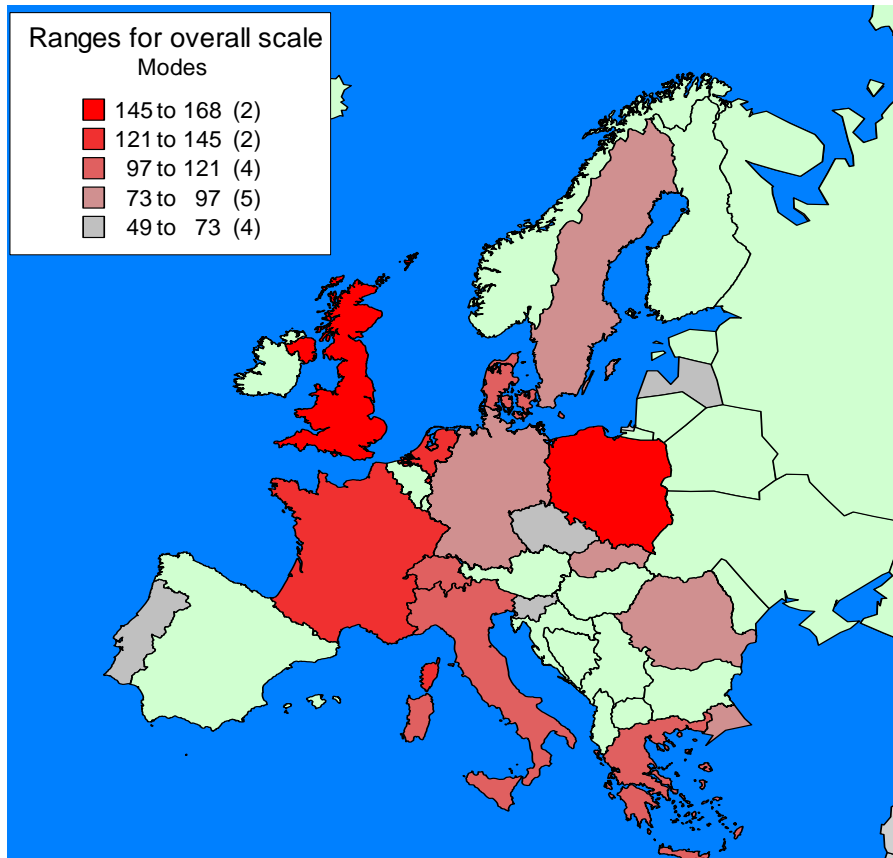 Ranges for overall scale
Modes
145 to 168 (2)
121 to 145 (2)
97 to 121 (4)
73 to 97 (5)
49 to 73 (4)